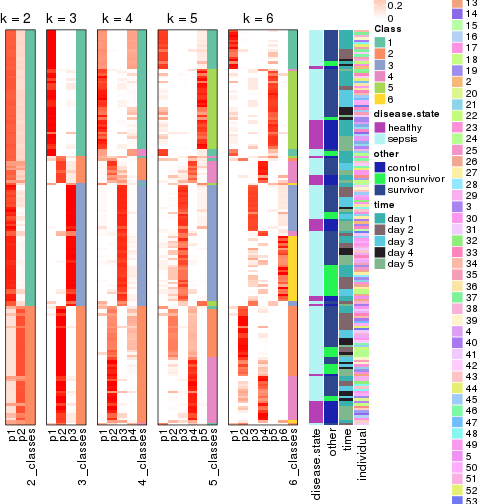 k = 2
k = 3
k = 4
k = 5
k = 6
p1
p2
2_classes
p1
p2
p3
3_classes
p1
p2
p3
p4
4_classes
p1
p2
p3
p4
p5
5_classes
p1
p2
p3
p4
p5
p6
6_classes
disease.state
other
time
individual
0.2
0
Class
1
2
3
4
5
6
disease.state
healthy
sepsis
other
control
non-survivor
survivor
time
day 1
day 2
day 3
day 4
day 5
13
14
15
16
17
18
19
2
20
21
22
23
24
25
26
27
28
29
3
30
31
32
33
34
35
36
37
38
39
4
40
41
42
43
44
45
46
47
48
49
5
50
51
52
53